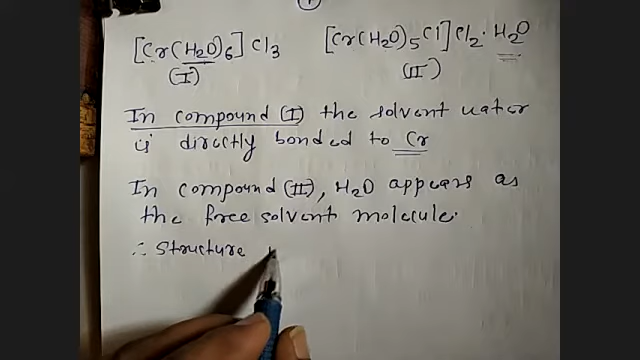 [Cr(H₂O)₆]Cl₃ [Cr(H₂O)₅Cl]Cl₂·H₂O
(I) (II)
In compound (I) the solvent water
is directly bonded to Cr
In compound (II), H₂O appears as
the free solvent molecule.
∴ Structure